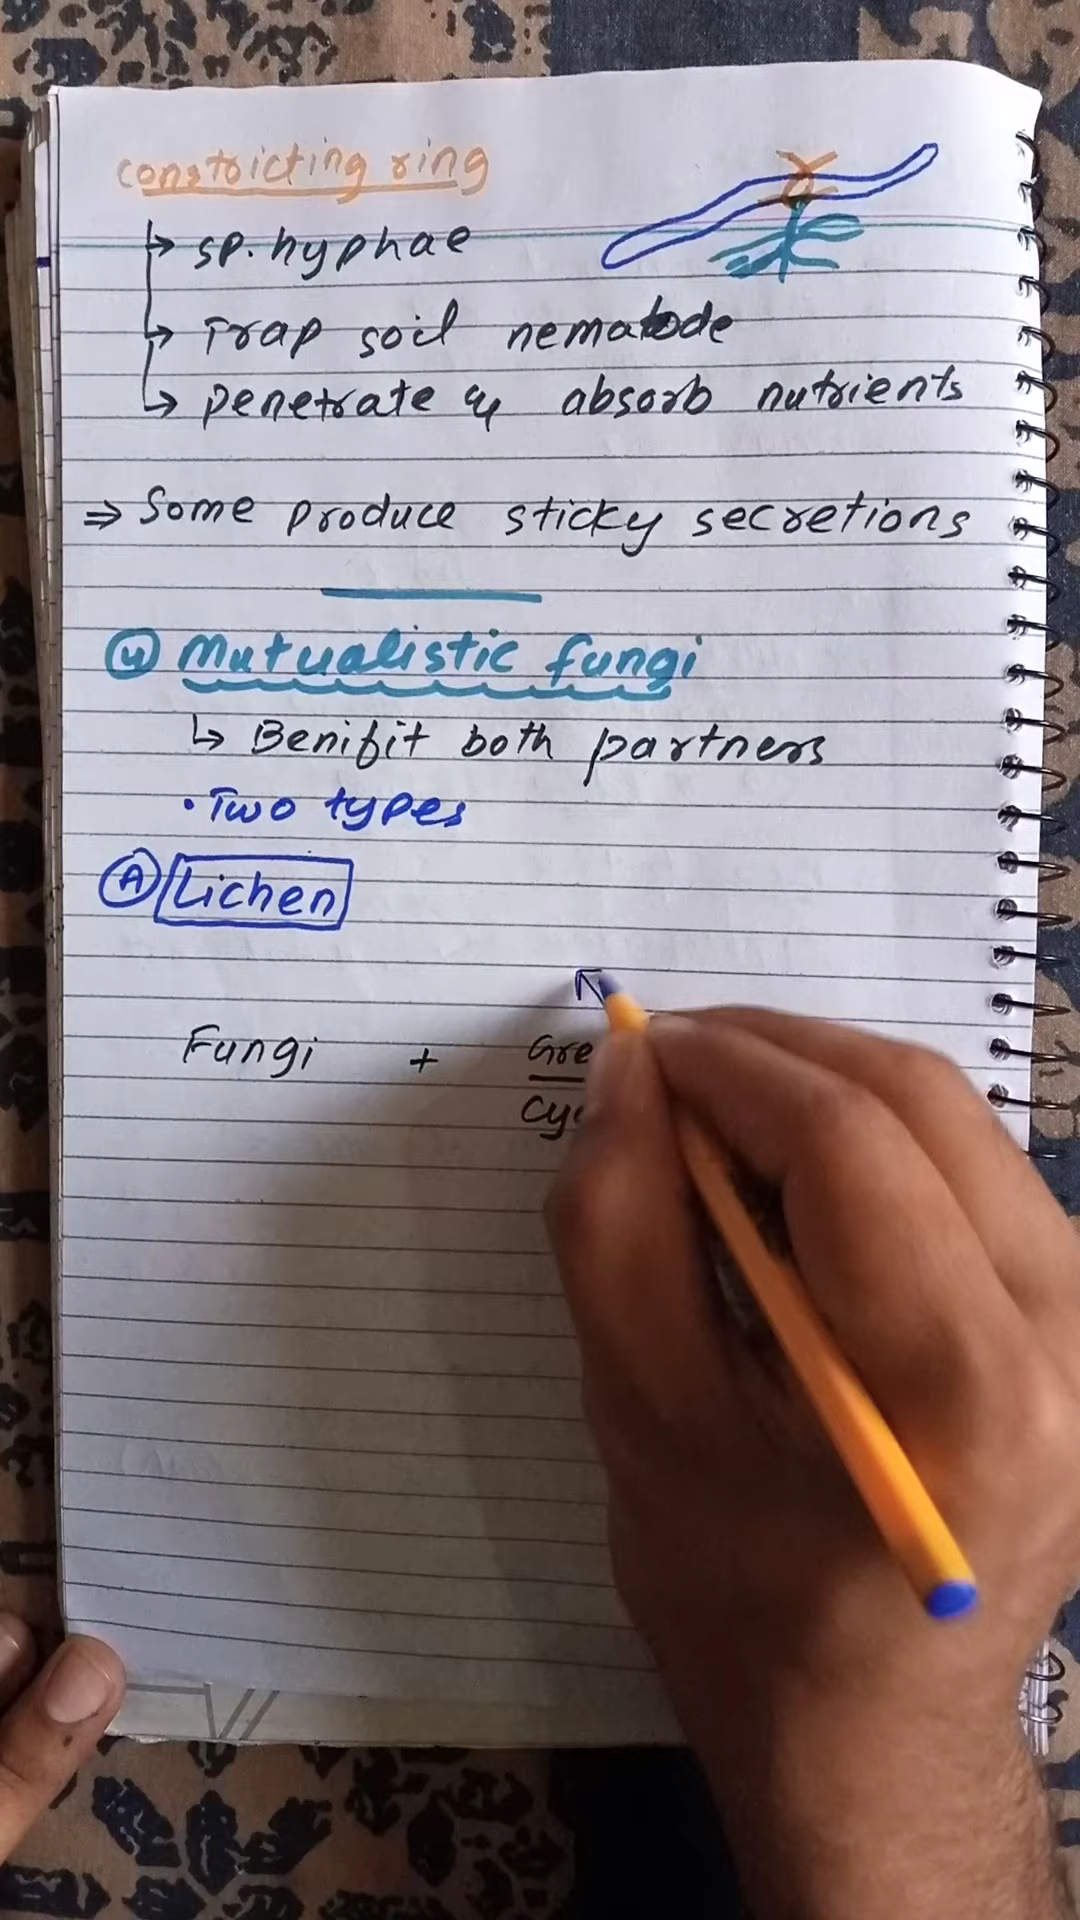 constricting ring
→ sp. hyphae
→ Trap soil nematode
→ penetrate & absorb nutrients
⇒ Some produce sticky secretions
④ Mutualistic fungi
↳ Benifit both partners
• Two types
Ⓐ Lichen
Fungi +